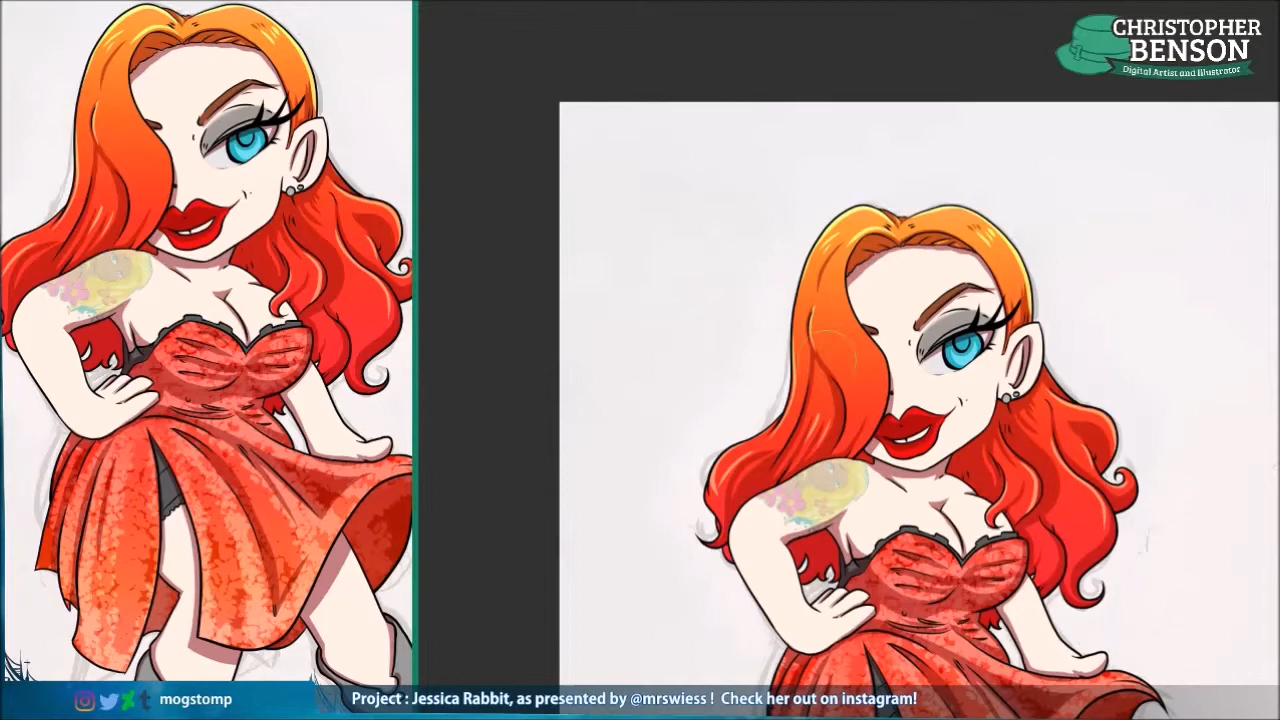 CHRISTOPHER
BENSON
Digital Artist and Illustrator
mogstomp
Project : Jessica Rabbit, as presented by @mrswiess ! Check her out on instagram!